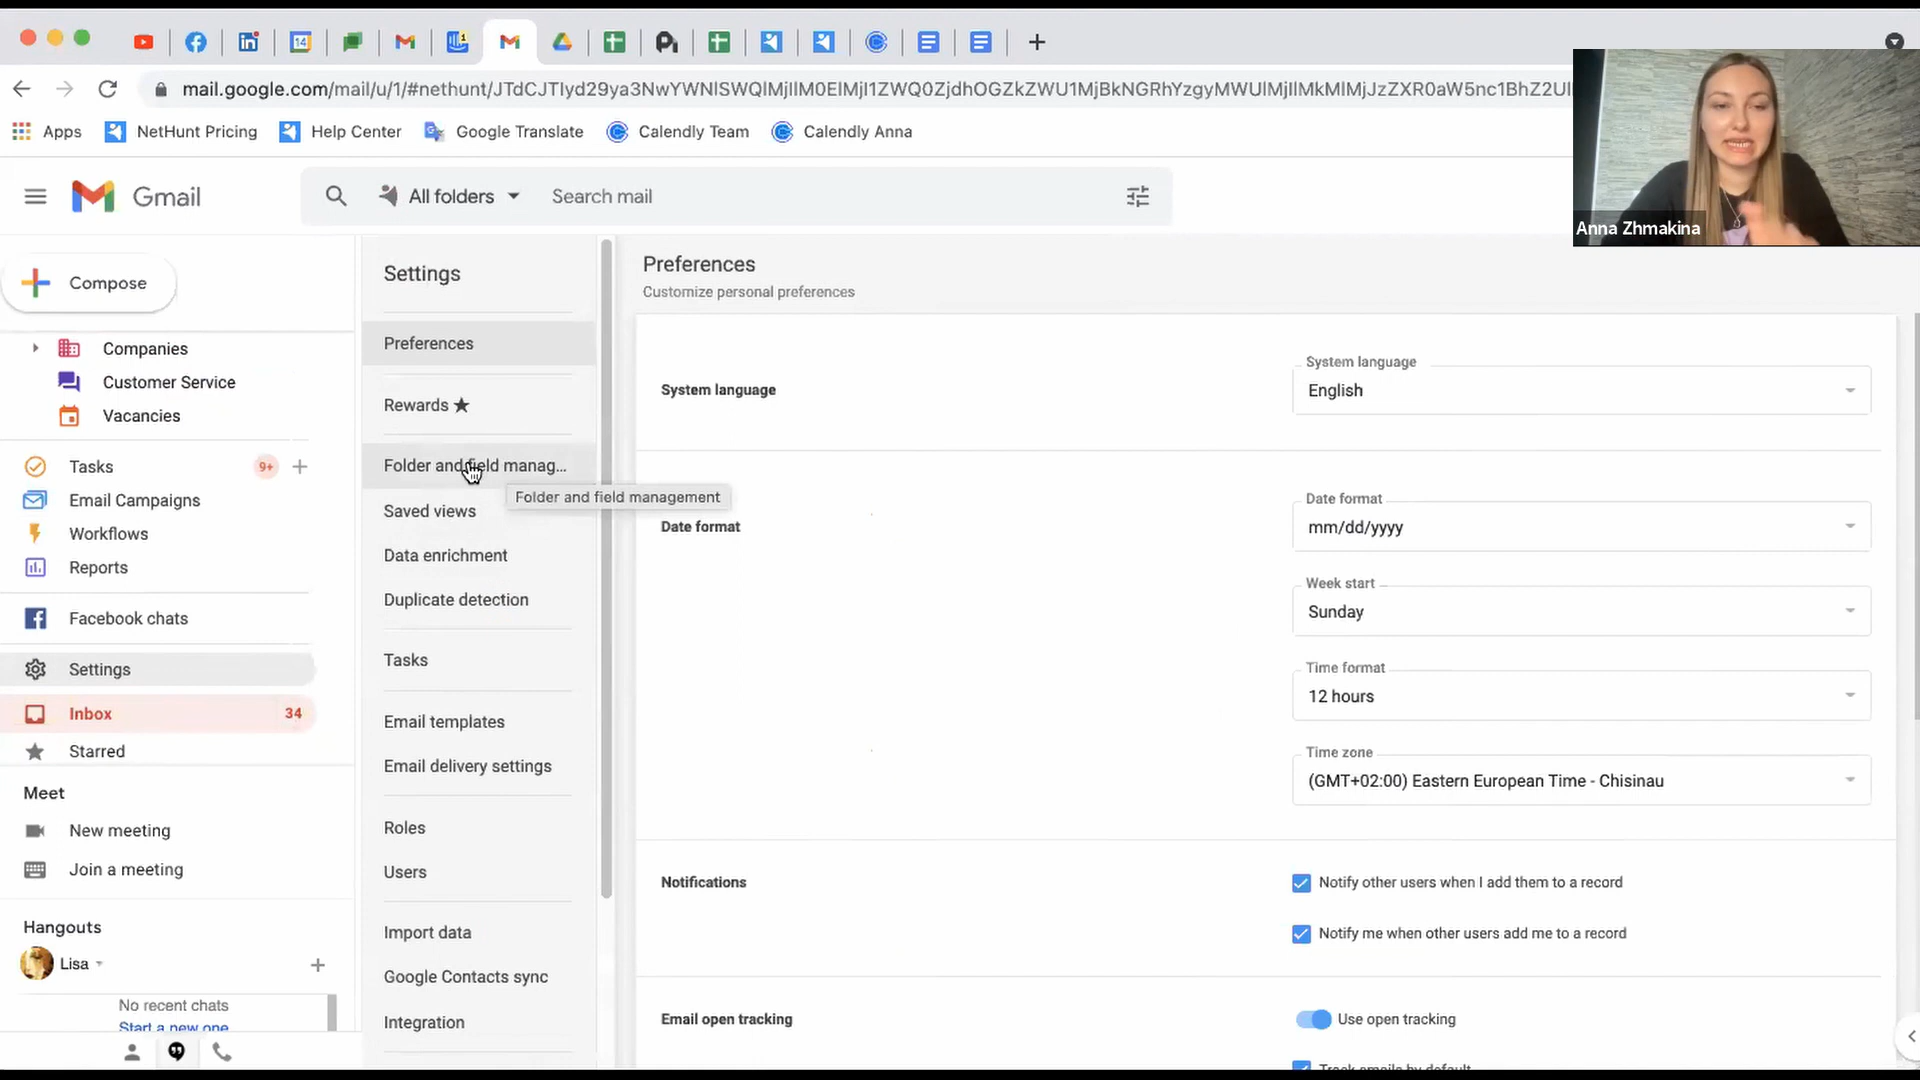 14
1
mail.google.com/mail/u/1/#nethunt/
Apps
NetHunt Pricing
Help Center
Google Translate
Calendly Team
Calendly Anna
Anna Zhmakina
Gmail
All folders
Search mail
Compose
Companies
Customer Service
Vacancies
Tasks
9+
Email Campaigns
Workflows
Reports
Facebook chats
Settings
Inbox
34
Starred
Meet
New meeting
Join a meeting
Hangouts
Lisa
No recent chats
Start a new one
Settings
Preferences
Rewards
Folder and field manag...
Folder and field management
Saved views
Data enrichment
Duplicate detection
Tasks
Email templates
Email delivery settings
Roles
Users
Import data
Google Contacts sync
Integration
Preferences
Customize personal preferences
System language
System language
English
Date format
Date format
mm/dd/yyyy
Week start
Sunday
Time format
12 hours
Time zone
(GMT+02:00) Eastern European Time - Chisinau
Notifications
Notify other users when I add them to a record
Notify me when other users add me to a record
Email open tracking
Use open tracking
Track emails by default